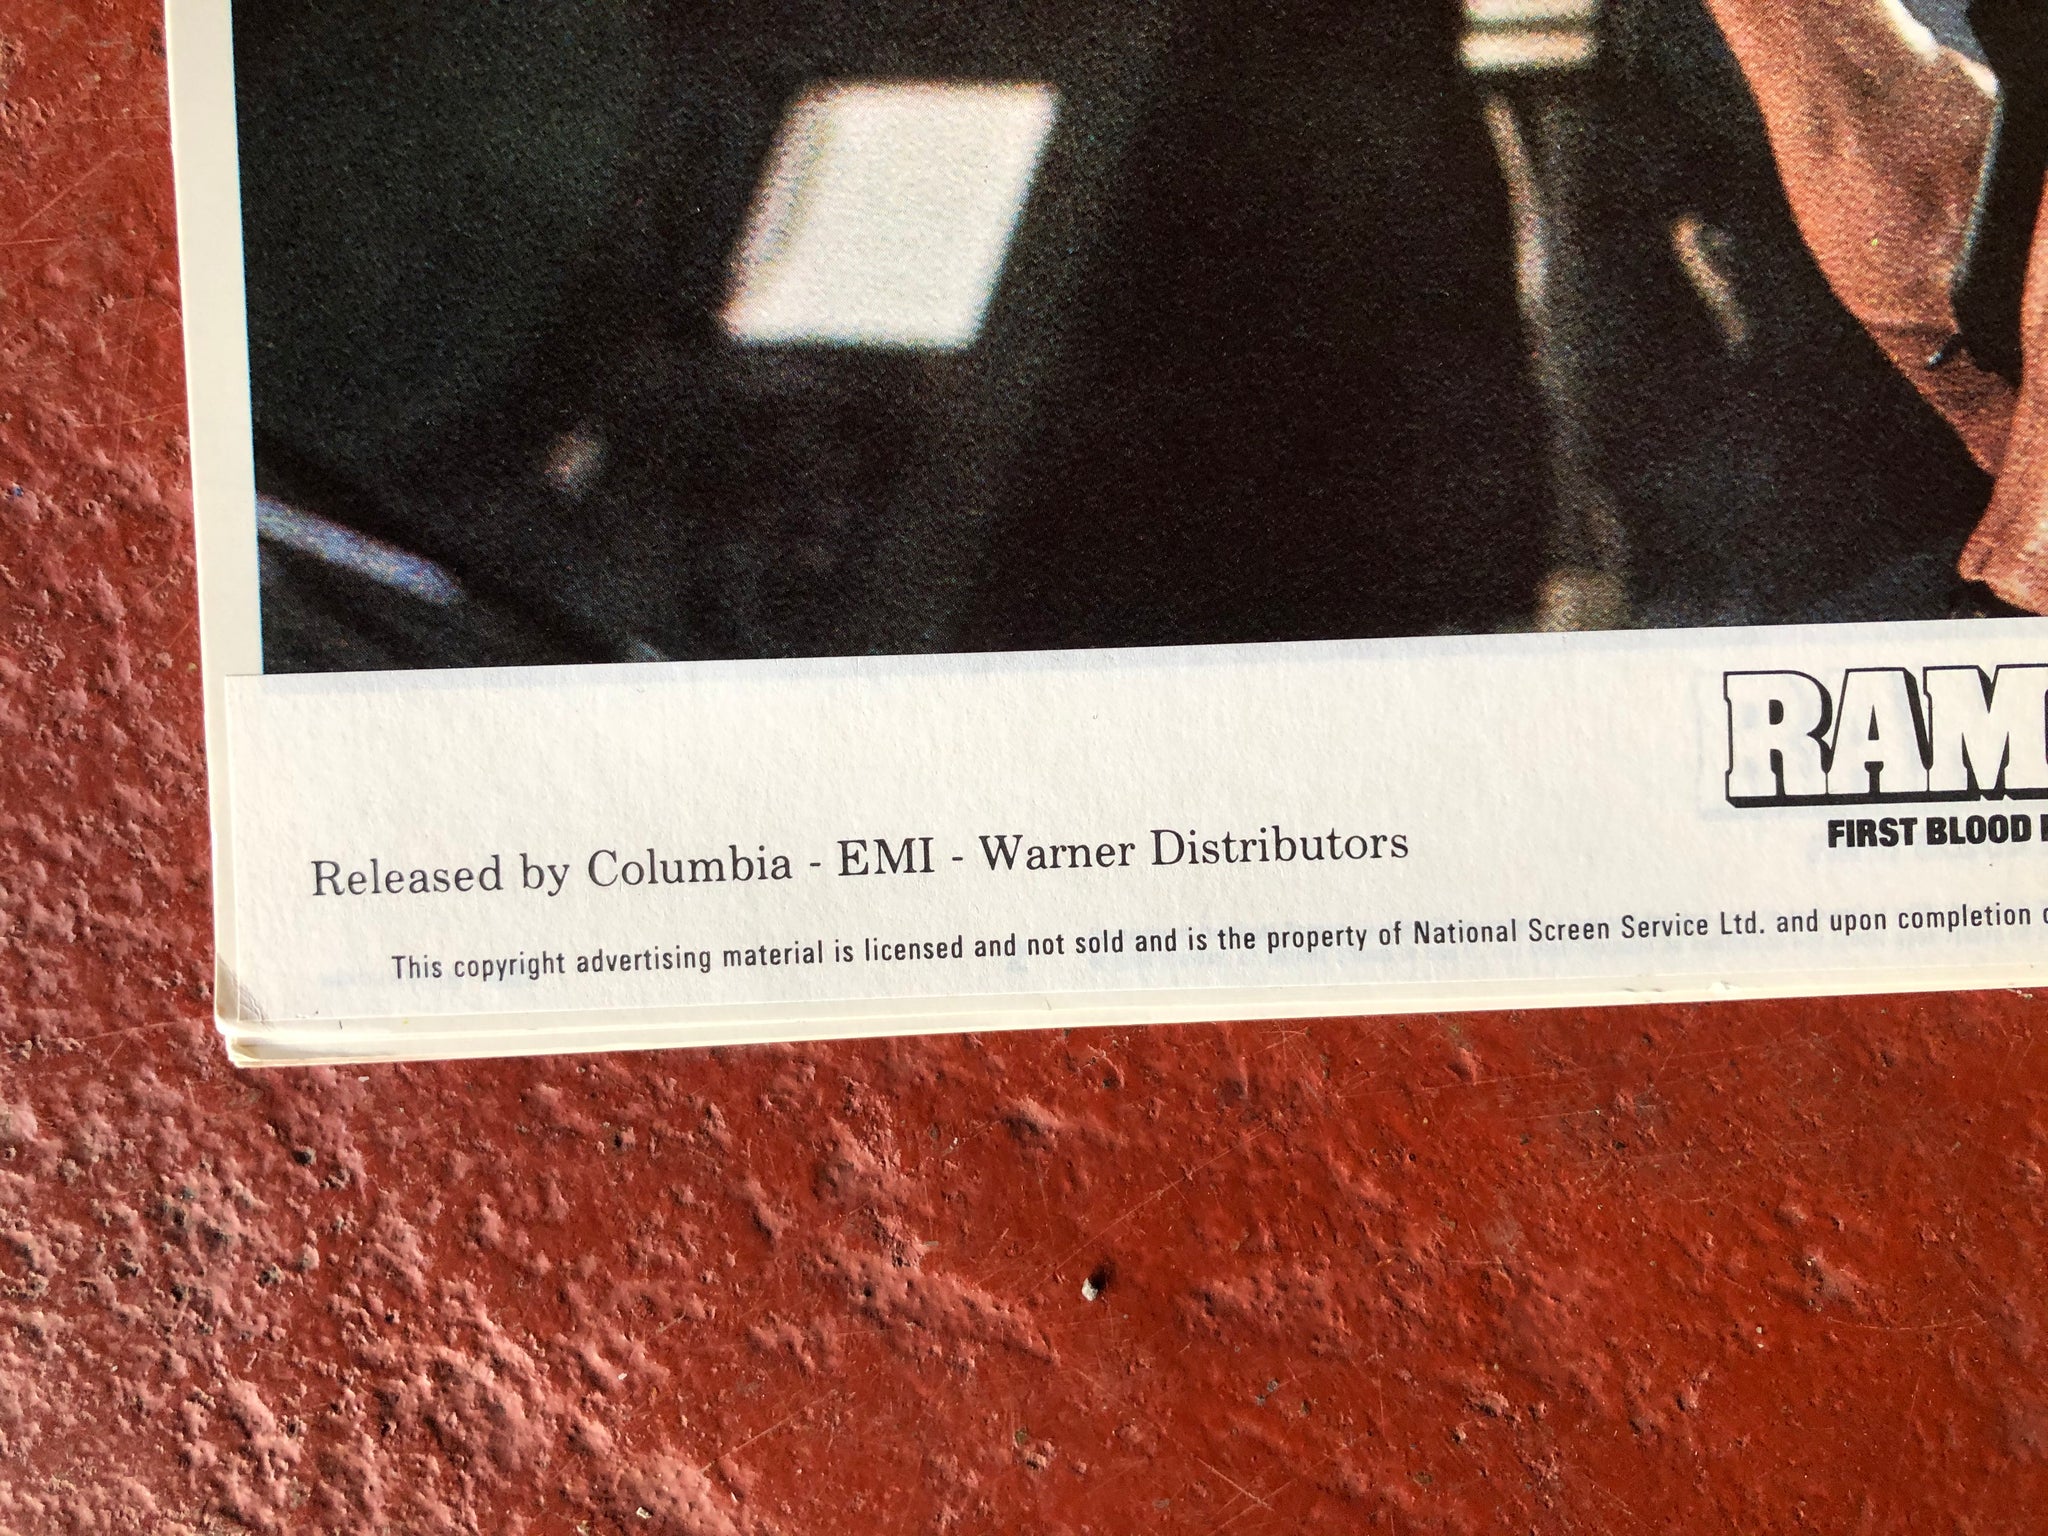 RAM
FIRST BLOOD
Released by Columbia - EMI - Warner Distributors
This copyright advertising material is licensed and not sold and is the property of National Screen Service Ltd. and upon completion